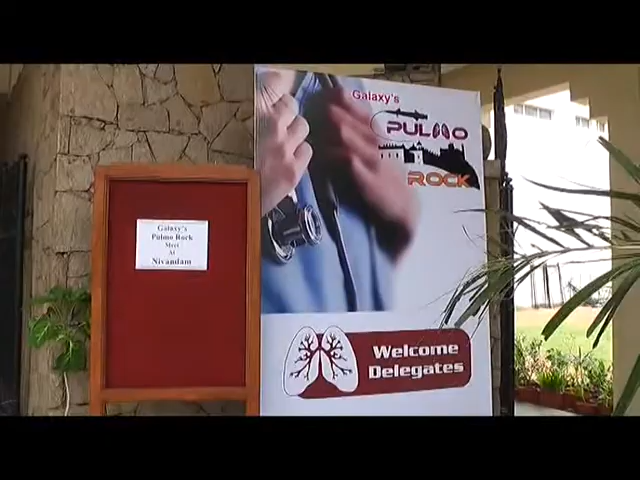 Galaxy's
Pulmo Rock
Meet
At
Nivandam
Galaxy's
PULMO
ROCK
Welcome
Delegates